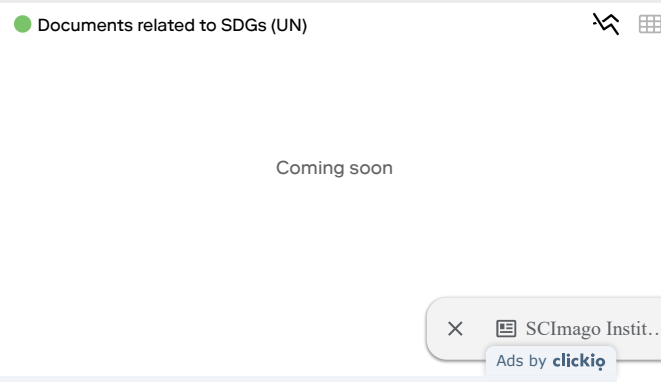 Documents related to SDGs (UN)
Coming soon
SCImago Instit...
Ads by clickio